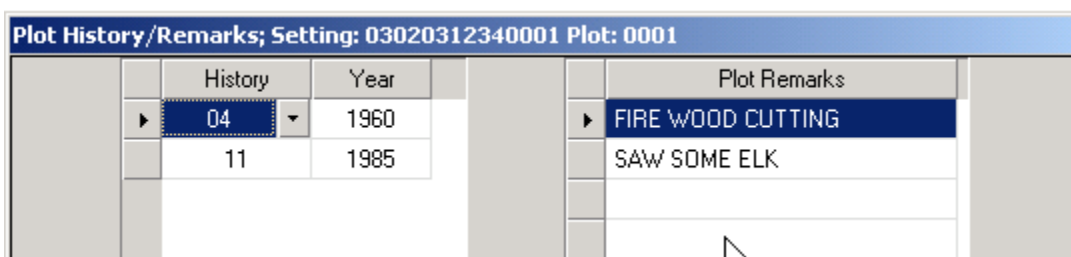 Plot History/Remarks; Setting: 03020312340001 Plot: 0001
History Year Plot Remarks
04 1960 FIRE WOOD CUTTING
11 1985 SAW SOME ELK